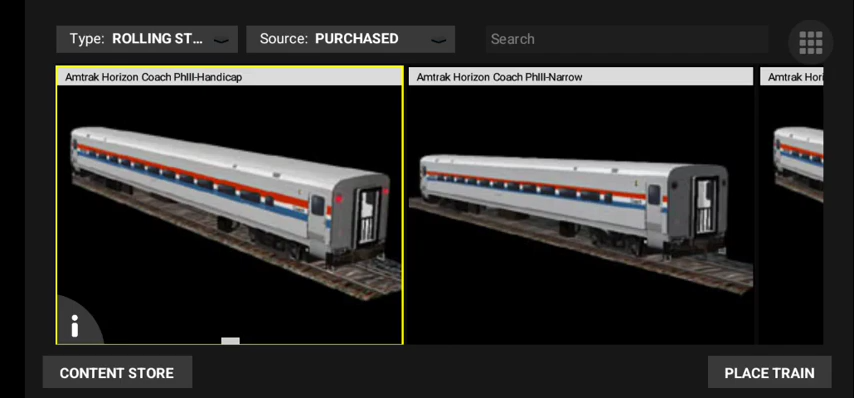 Type: ROLLING ST...
Source: PURCHASED
Search
Amtrak Horizon Coach PhIII-Handicap
Amtrak Horizon Coach PhIII-Narrow
Amtrak Hori
i
CONTENT STORE
PLACE TRAIN